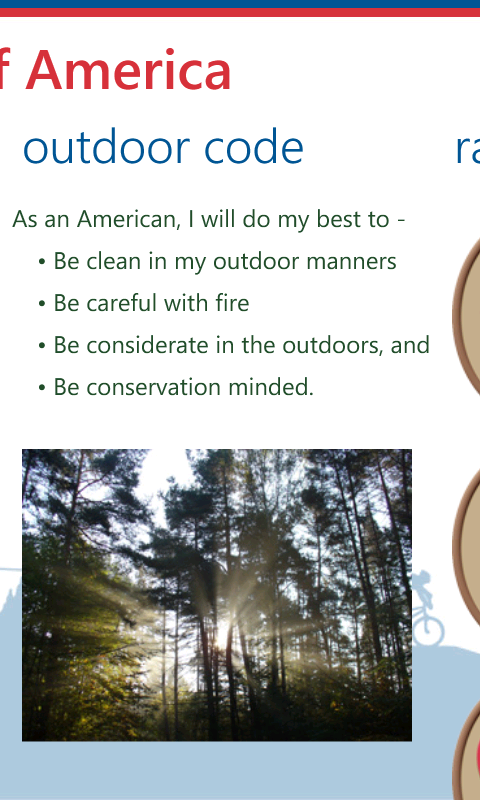 f America
outdoor code
ra
As an American, I will do my best to -
• Be clean in my outdoor manners
• Be careful with fire
• Be considerate in the outdoors, and
• Be conservation minded.